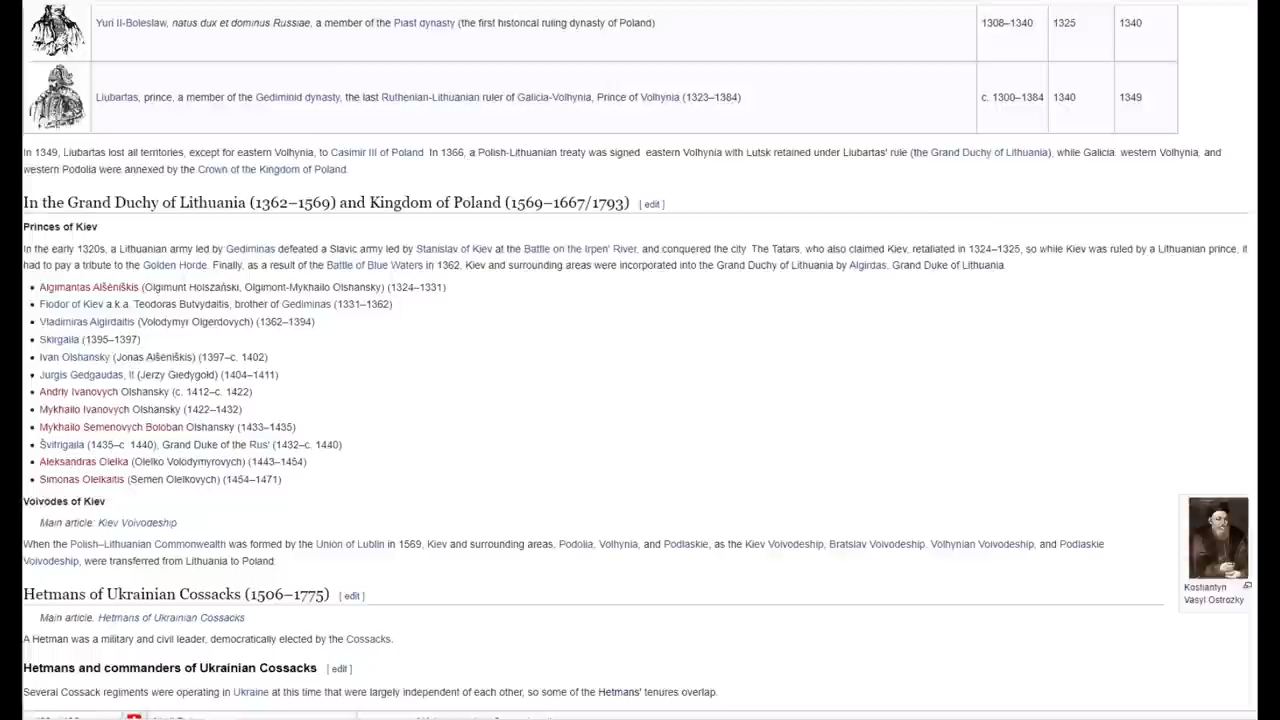 Yuri II-Boleslaw, natus dux et dominus Russiae, a member of the Piast dynasty (the first historical ruling dynasty of Poland) 1308–1340 1325 1340
Liubartas, prince, a member of the Gediminid dynasty, the last Ruthenian-Lithuanian ruler of Galicia-Volhynia, Prince of Volhynia (1323–1384) c. 1300–1384 1340 1349
In 1349, Liubartas lost all territories, except for eastern Volhynia, to Casimir III of Poland. In 1366, a Polish-Lithuanian treaty was signed: eastern Volhynia with Lutsk retained under Liubartas' rule (the Grand Duchy of Lithuania), while Galicia, western Volhynia, and
western Podolia were annexed by the Crown of the Kingdom of Poland.
In the Grand Duchy of Lithuania (1362–1569) and Kingdom of Poland (1569–1667/1793) [ edit ]
Princes of Kiev
In the early 1320s, a Lithuanian army led by Gediminas defeated a Slavic army led by Stanislav of Kiev at the Battle on the Irpen' River, and conquered the city. The Tatars, who also claimed Kiev, retaliated in 1324–1325, so while Kiev was ruled by a Lithuanian prince, it
had to pay a tribute to the Golden Horde. Finally, as a result of the Battle of Blue Waters in 1362, Kiev and surrounding areas were incorporated into the Grand Duchy of Lithuania by Algirdas, Grand Duke of Lithuania.
• Algimantas Alšėniškis (Olgimunt Holszański, Olgimont-Mykhailo Olshansky) (1324–1331)
• Fiodor of Kiev a.k.a. Teodoras Butvydaitis, brother of Gediminas (1331–1362)
• Vladimiras Algirdaitis (Volodymyr Olgerdovych) (1362–1394)
• Skirgaila (1395–1397)
• Ivan Olshansky (Jonas Alšėniškis) (1397–c. 1402)
• Jurgis Gedgaudas, lt (Jerzy Giedygołd) (1404–1411)
• Andriy Ivanovych Olshansky (c. 1412–c. 1422)
• Mykhailo Ivanovych Olshansky (1422–1432)
• Mykhailo Semenovych Boloban Olshansky (1433–1435)
• Švitrigaila (1435–c. 1440), Grand Duke of the Rus' (1432–c. 1440)
• Aleksandras Olelka (Olelko Volodymyrovych) (1443–1454)
• Simonas Olelkaitis (Semen Olelkovych) (1454–1471)
Voivodes of Kiev
Main article: Kiev Voivodeship
When the Polish–Lithuanian Commonwealth was formed by the Union of Lublin in 1569, Kiev and surrounding areas, Podolia, Volhynia, and Podlaskie, as the Kiev Voivodeship, Bratslav Voivodeship, Volhynian Voivodeship, and Podlaskie
Voivodeship, were transferred from Lithuania to Poland.
Kostiantyn
Vasyl Ostrozky
Hetmans of Ukrainian Cossacks (1506–1775) [ edit ]
Main article: Hetmans of Ukrainian Cossacks
A Hetman was a military and civil leader, democratically elected by the Cossacks.
Hetmans and commanders of Ukrainian Cossacks [ edit ]
Several Cossack regiments were operating in Ukraine at this time that were largely independent of each other, so some of the Hetmans' tenures overlap.